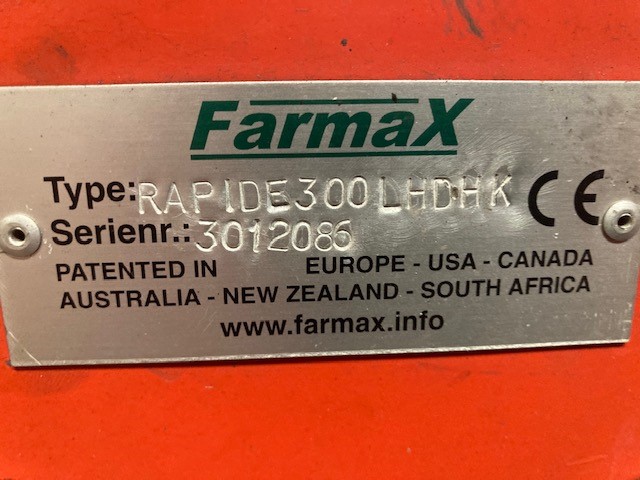 FarmaX
Type: RAPIDE300LHDHK CE
Serienr.: 3012086
PATENTED IN EUROPE - USA - CANADA
AUSTRALIA - NEW ZEALAND - SOUTH AFRICA
www.farmax.info